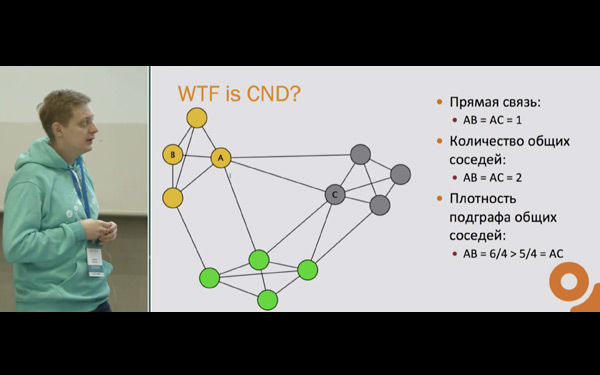 WTF is CND?
B
A
C
• Прямая связь:
• AB = AC = 1
• Количество общих
соседей:
• AB = AC = 2
• Плотность
подграфа общих
соседей:
• AB = 6/4 > 5/4 = AC